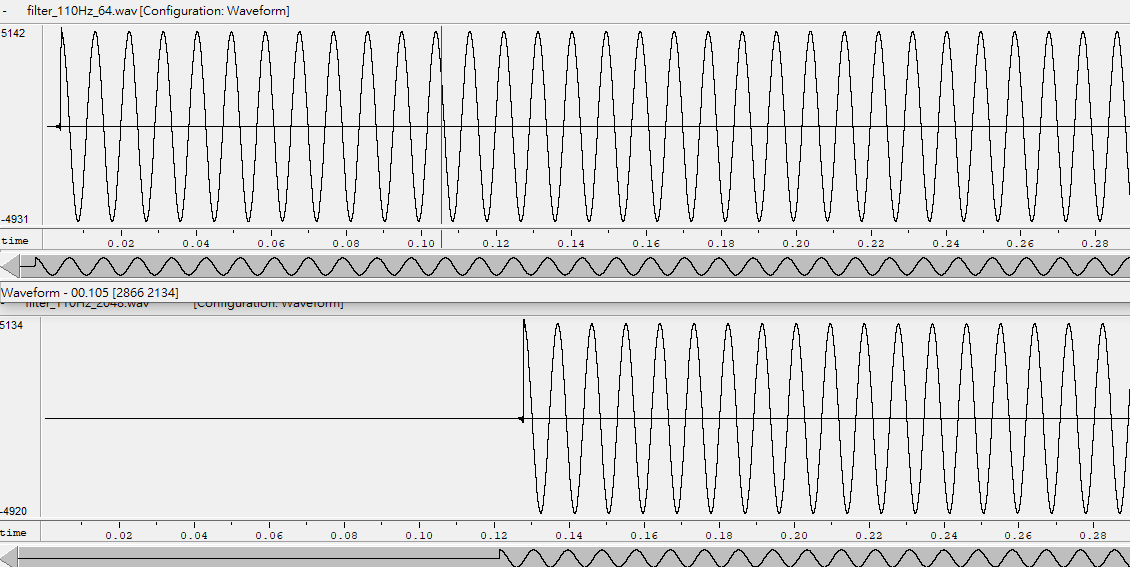 - filter_110Hz_64.wav [Configuration: Waveform]
5142
-4931
time 0.02 0.04 0.06 0.08 0.10 0.12 0.14 0.16 0.18 0.20 0.22 0.24 0.26 0.28
Waveform - 00.105 [2866 2134]
- filter_110Hz_2048.wav [Configuration: Waveform]
5134
-4920
time 0.02 0.04 0.06 0.08 0.10 0.12 0.14 0.16 0.18 0.20 0.22 0.24 0.26 0.28